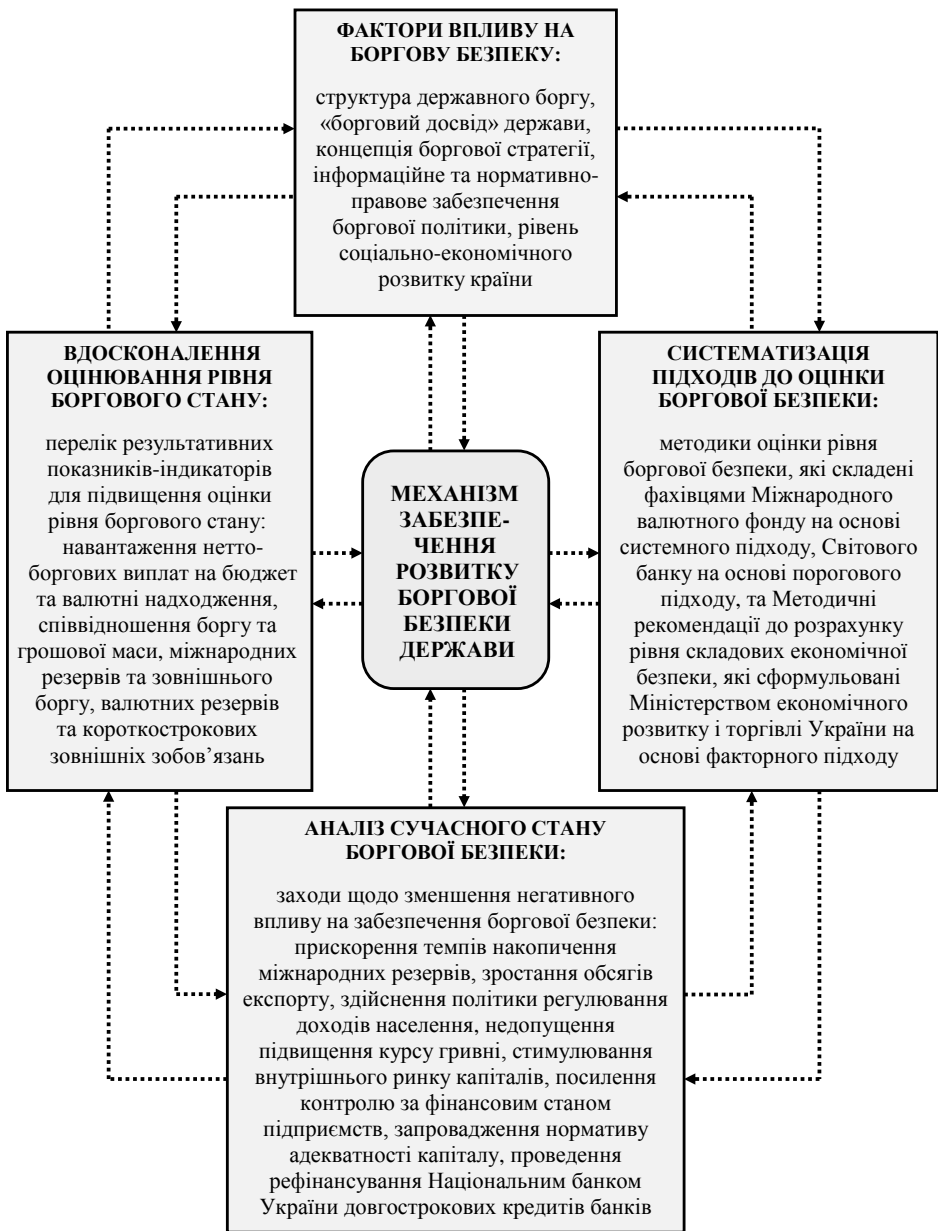 ФАКТОРИ ВПЛИВУ НА
БОРГОВУ БЕЗПЕКУ:
структура державного боргу,
«борговий досвід» держави,
концепція боргової стратегії,
інформаційне та нормативно-
правове забезпечення
боргової політики, рівень
соціально-економічного
розвитку країни
ВДОСКОНАЛЕННЯ
ОЦІНЮВАННЯ РІВНЯ
БОРГОВОГО СТАНУ:
перелік результативних
показників-індикаторів
для підвищення оцінки
рівня боргового стану:
навантаження нетто-
боргових виплат на бюджет
та валютні надходження,
співвідношення боргу та
грошової маси, міжнародних
резервів та зовнішнього
боргу, валютних резервів
та короткострокових
зовнішніх зобов’язань
МЕХАНІЗМ
ЗАБЕЗПЕ-
ЧЕННЯ
РОЗВИТКУ
БОРГОВОЇ
БЕЗПЕКИ
ДЕРЖАВИ
СИСТЕМАТИЗАЦІЯ
ПІДХОДІВ ДО ОЦІНКИ
БОРГОВОЇ БЕЗПЕКИ:
методики оцінки рівня
боргової безпеки, які складені
фахівцями Міжнародного
валютного фонду на основі
системного підходу, Світового
банку на основі порогового
підходу, та Методичні
рекомендації до розрахунку
рівня складових економічної
безпеки, які сформульовані
Міністерством економічного
розвитку і торгівлі України на
основі факторного підходу
АНАЛІЗ СУЧАСНОГО СТАНУ
БОРГОВОЇ БЕЗПЕКИ:
заходи щодо зменшення негативного
впливу на забезпечення боргової безпеки:
прискорення темпів накопичення
міжнародних резервів, зростання обсягів
експорту, здійснення політики регулювання
доходів населення, недопущення
підвищення курсу гривні, стимулювання
внутрішнього ринку капіталів, посилення
контролю за фінансовим станом
підприємств, запровадження нормативу
адекватності капіталу, проведення
рефінансування Національним банком
України довгострокових кредитів банків